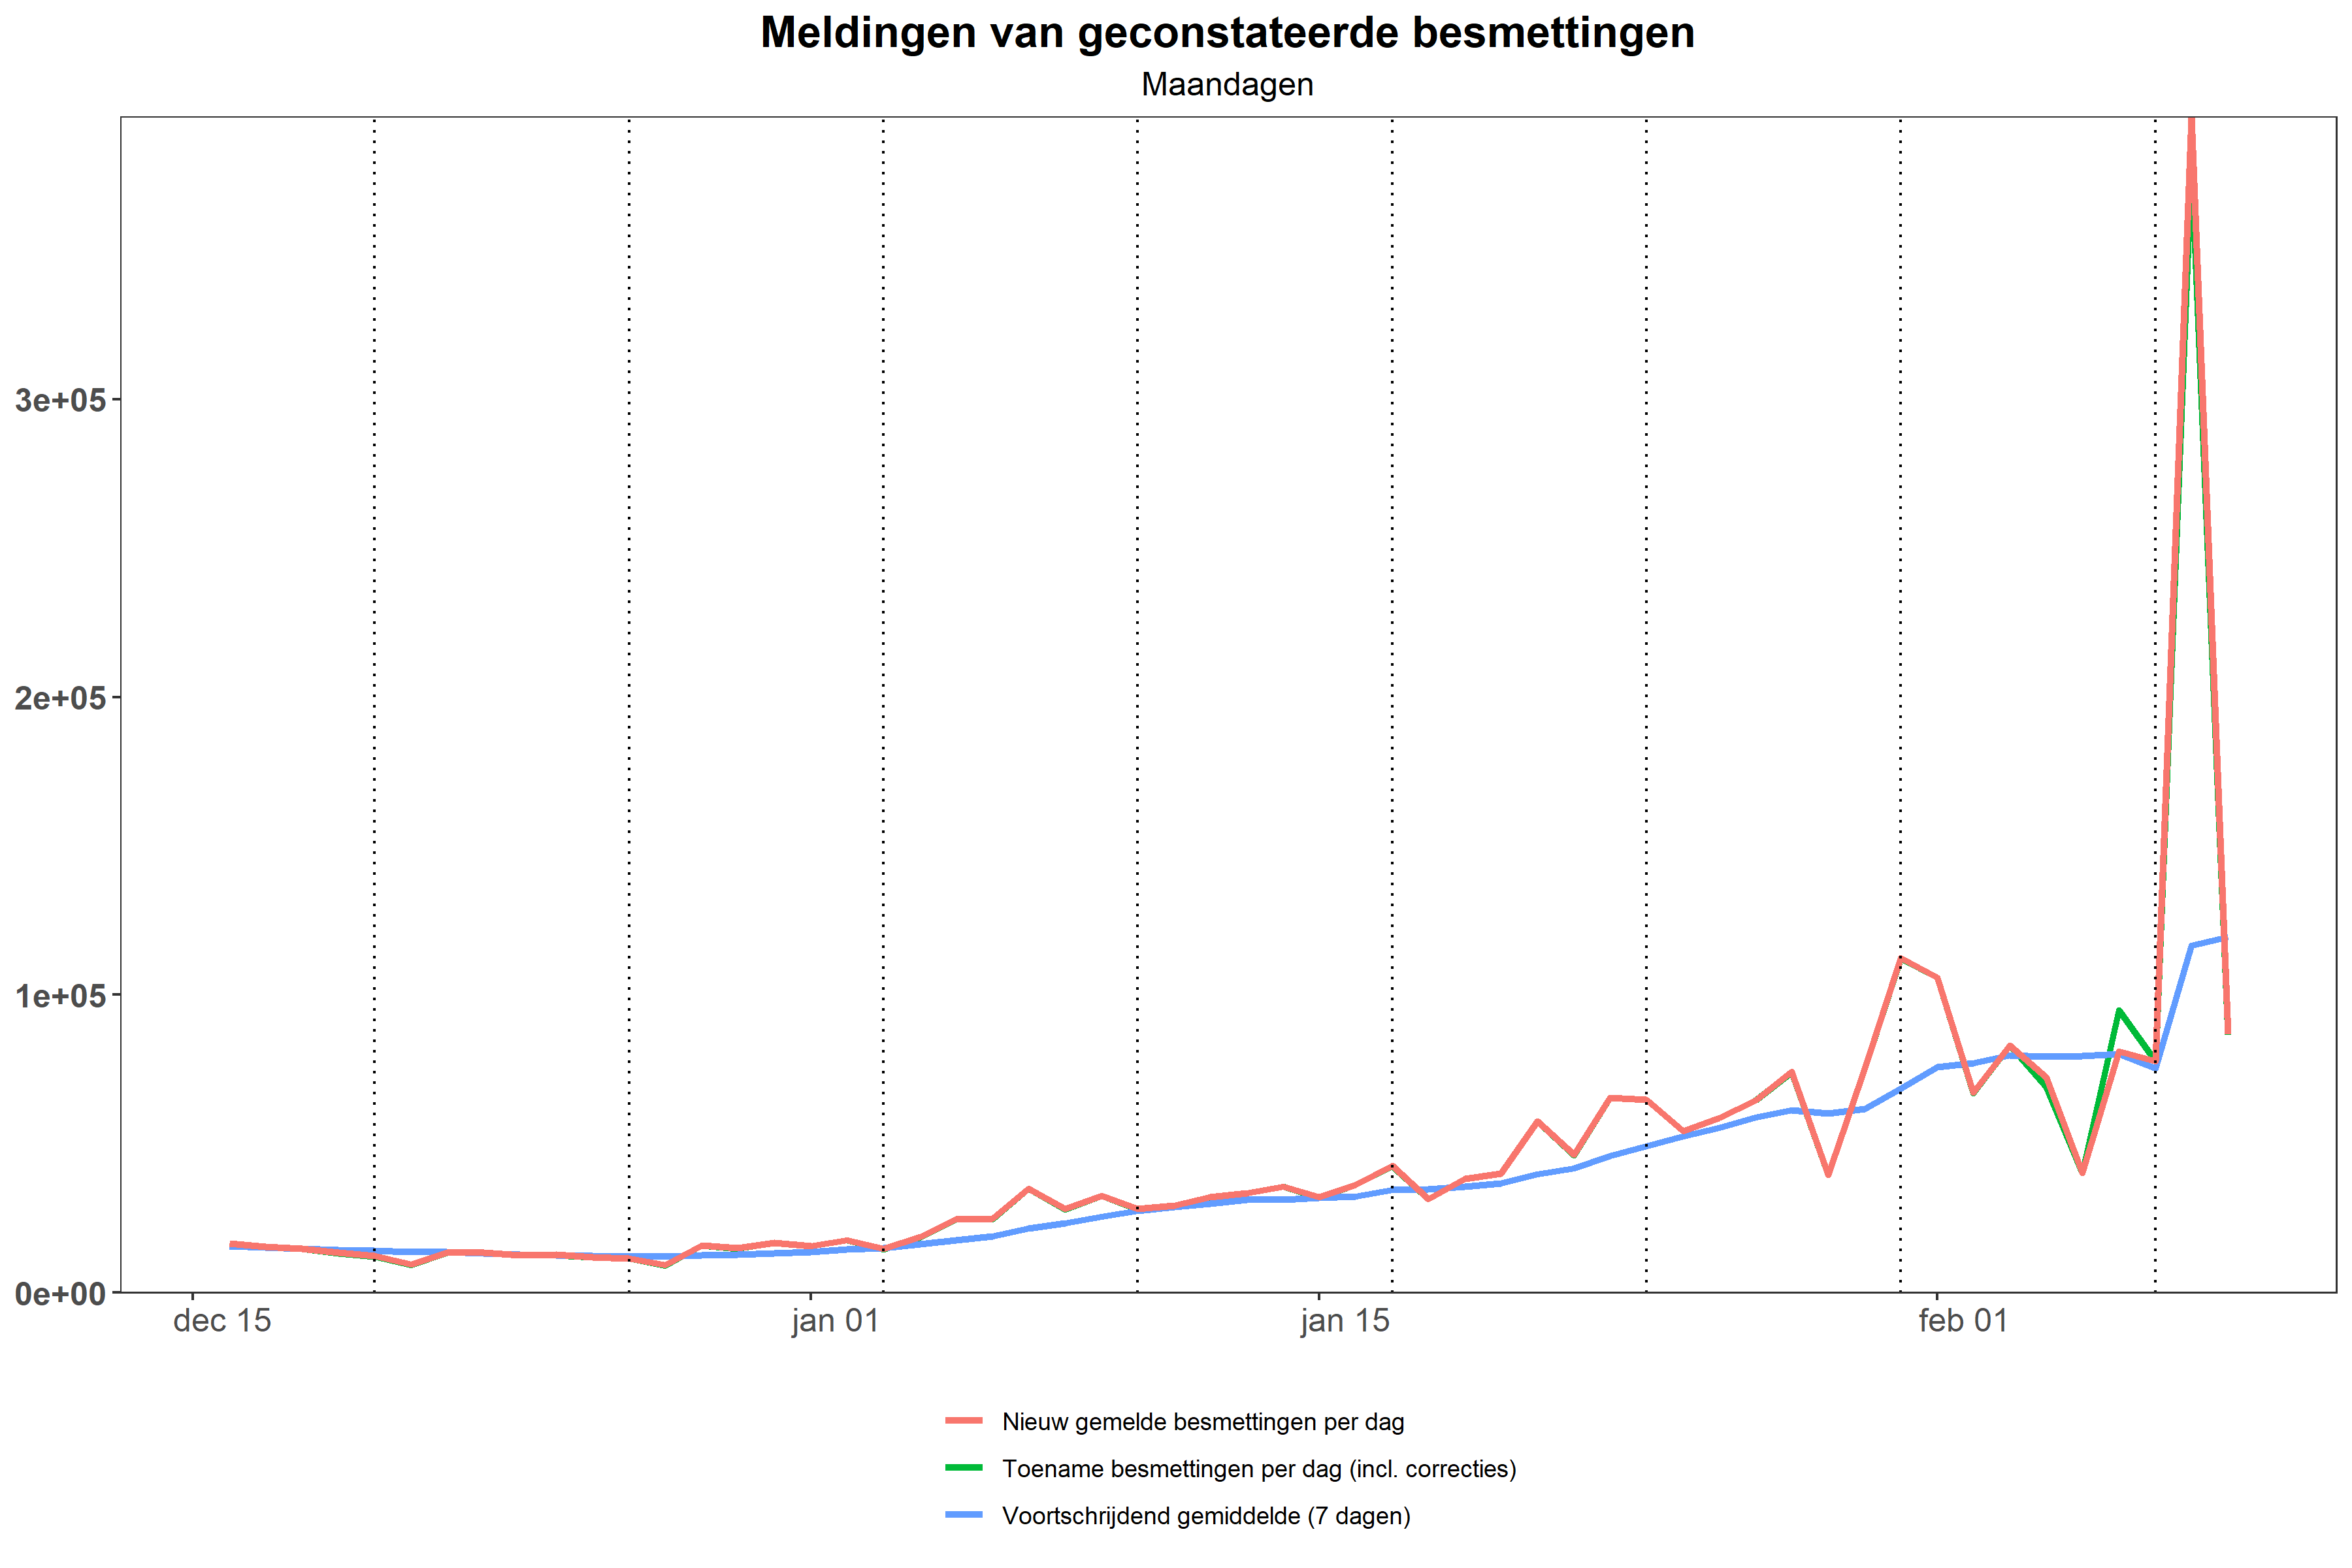 Meldingen van geconstateerde besmettingen
Maandagen
3e+05
2e+05
1e+05
0e+00
dec 15
jan 01
jan 15
feb 01
Nieuw gemelde besmettingen per dag
Toename besmettingen per dag (incl. correcties)
Voortschrijdend gemiddelde (7 dagen)